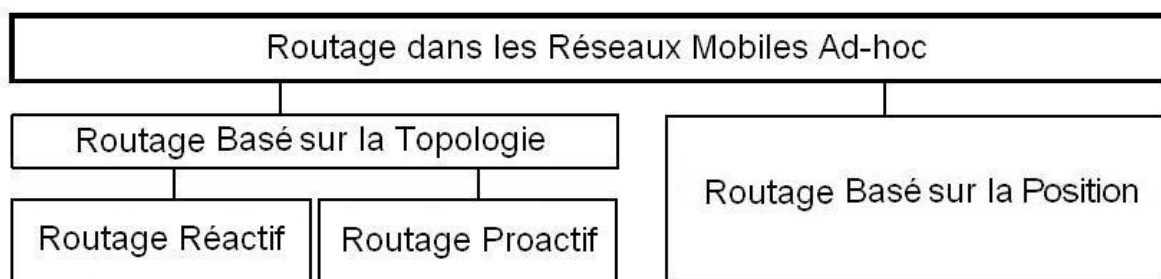 Routage dans les Réseaux Mobiles Ad-hoc
Routage Basé sur la Topologie
Routage Basé sur la Position
Routage Réactif
Routage Proactif